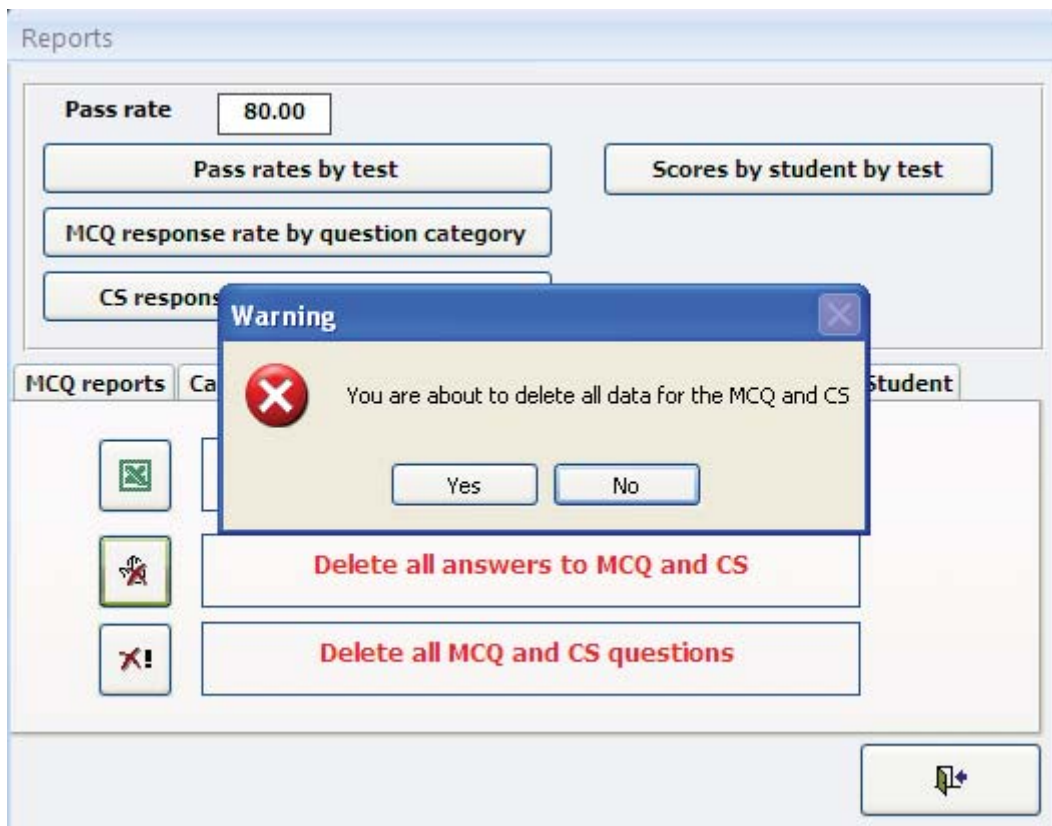 Reports
Pass rate 80.00
Pass rates by test Scores by student by test
MCQ response rate by question category
CS
Warning
MCQ reports Student
You are about to delete all data for the MCQ and CS
Yes No
Delete all answers to MCQ and CS
Delete all MCQ and CS questions
!